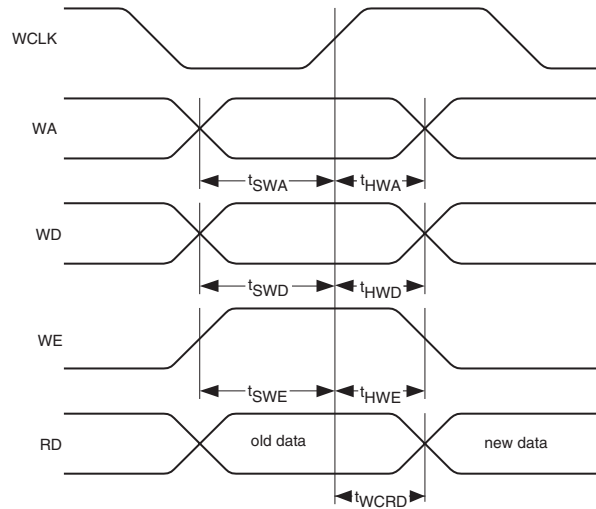 WCLK
WA
tSWA tHWA
WD
tSWD tHWD
WE
tSWE tHWE
RD old data new data
tWCRD